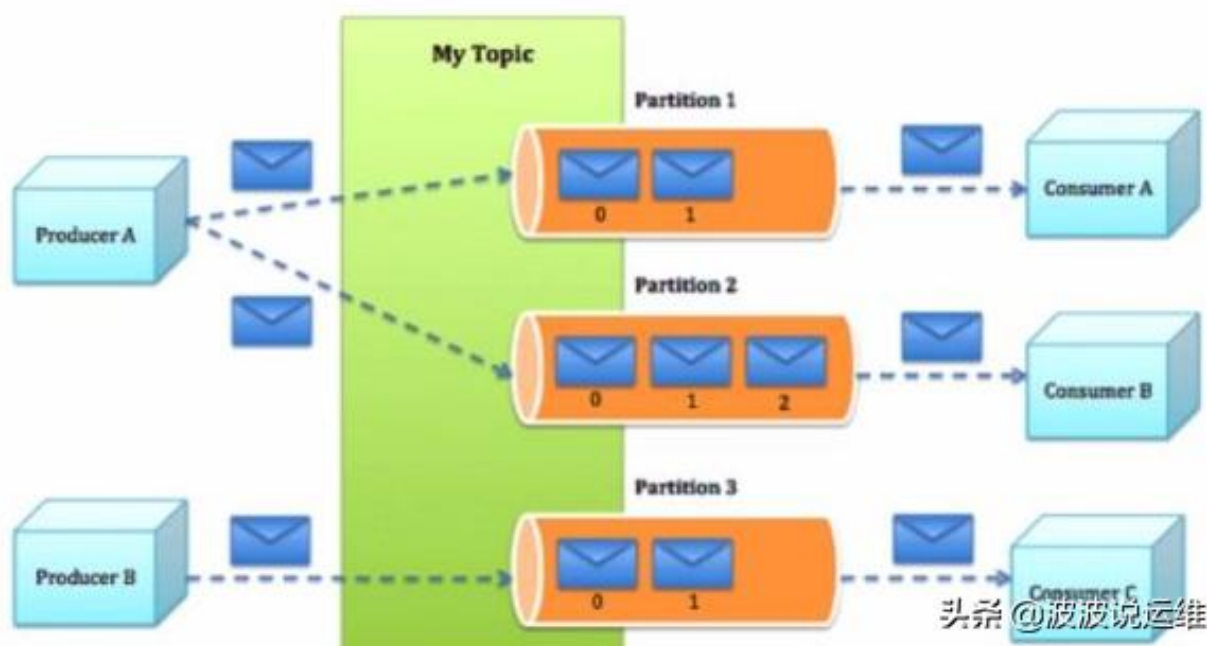 My Topic
Partition 1
0 1
Producer A
Consumer A
Partition 2
0 1 2
Consumer B
Partition 3
0 1
Producer B
Consumer C
头条 @波波说运维